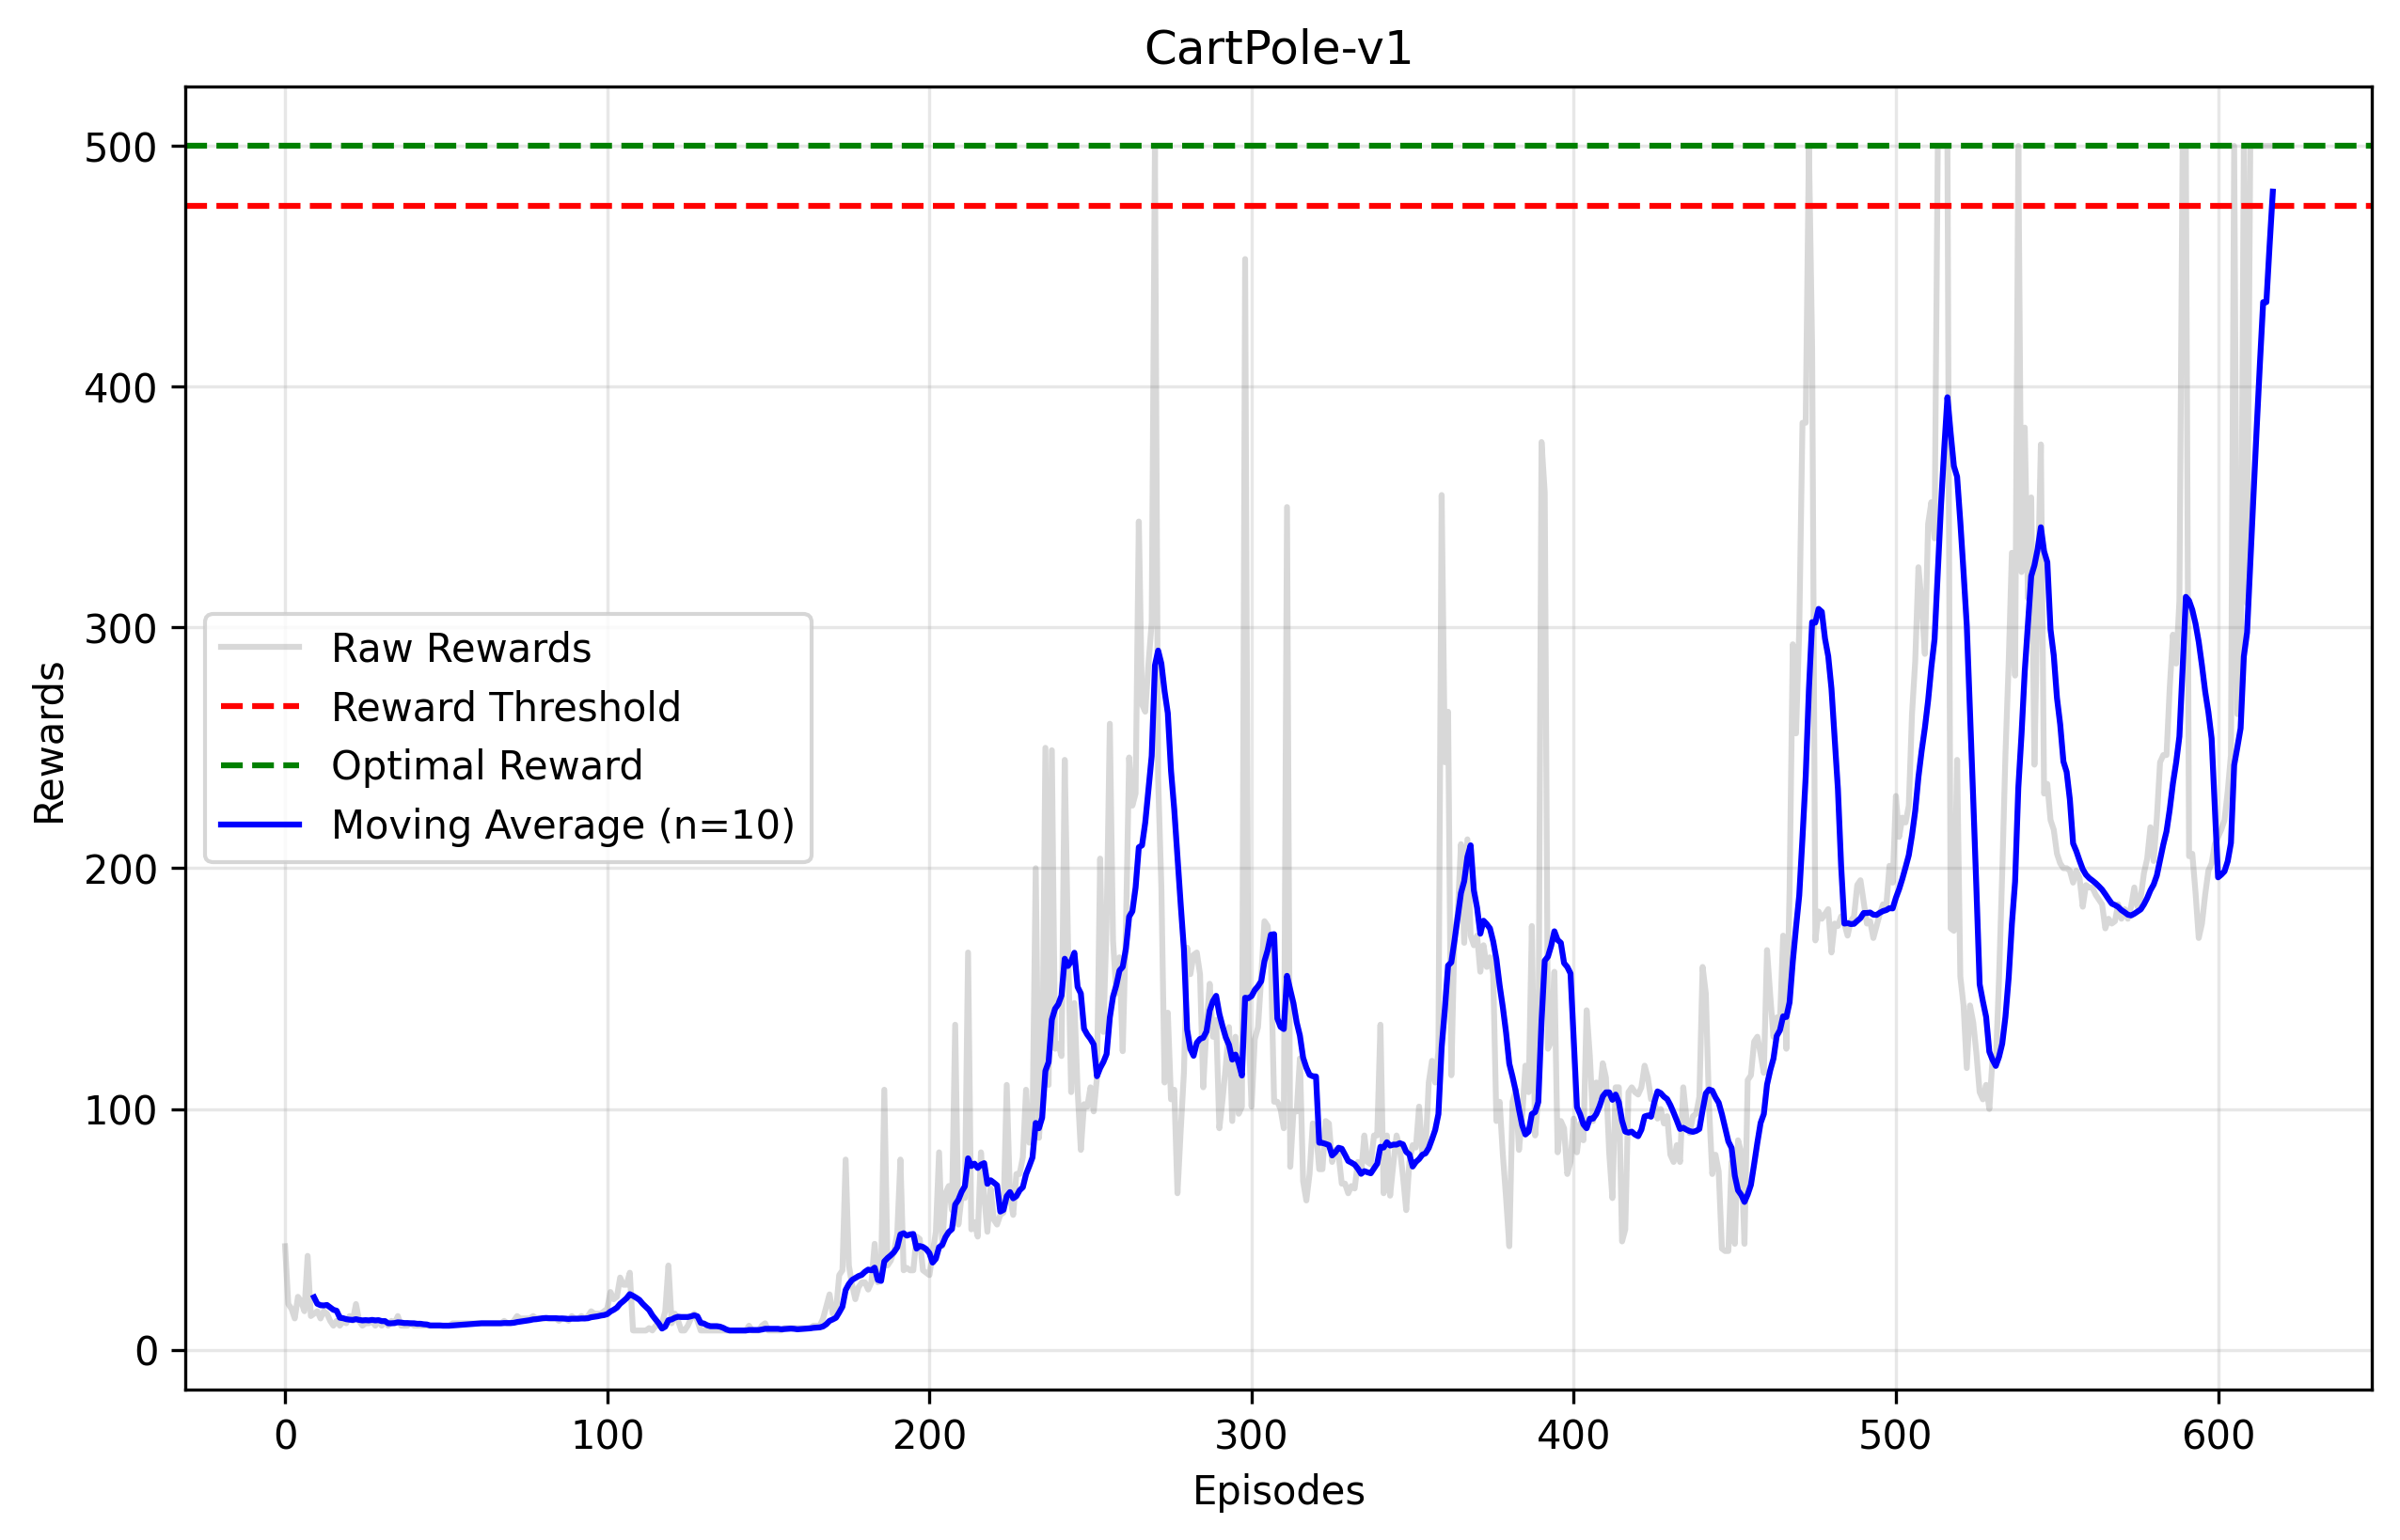 CartPole-v1
500
400
300
200
100
0
Rewards
Raw Rewards
Reward Threshold
Optimal Reward
Moving Average (n=10)
0 100 200 300 400 500 600
Episodes